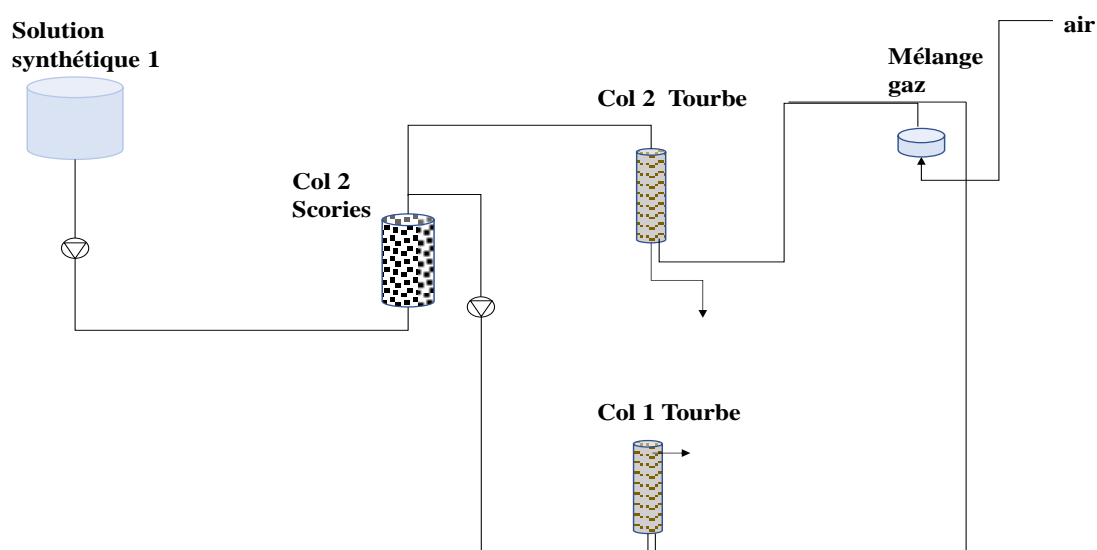 Solution
synthétique 1
air
Mélange
gaz
Col 2 Tourbe
Col 2
Scories
Col 1 Tourbe